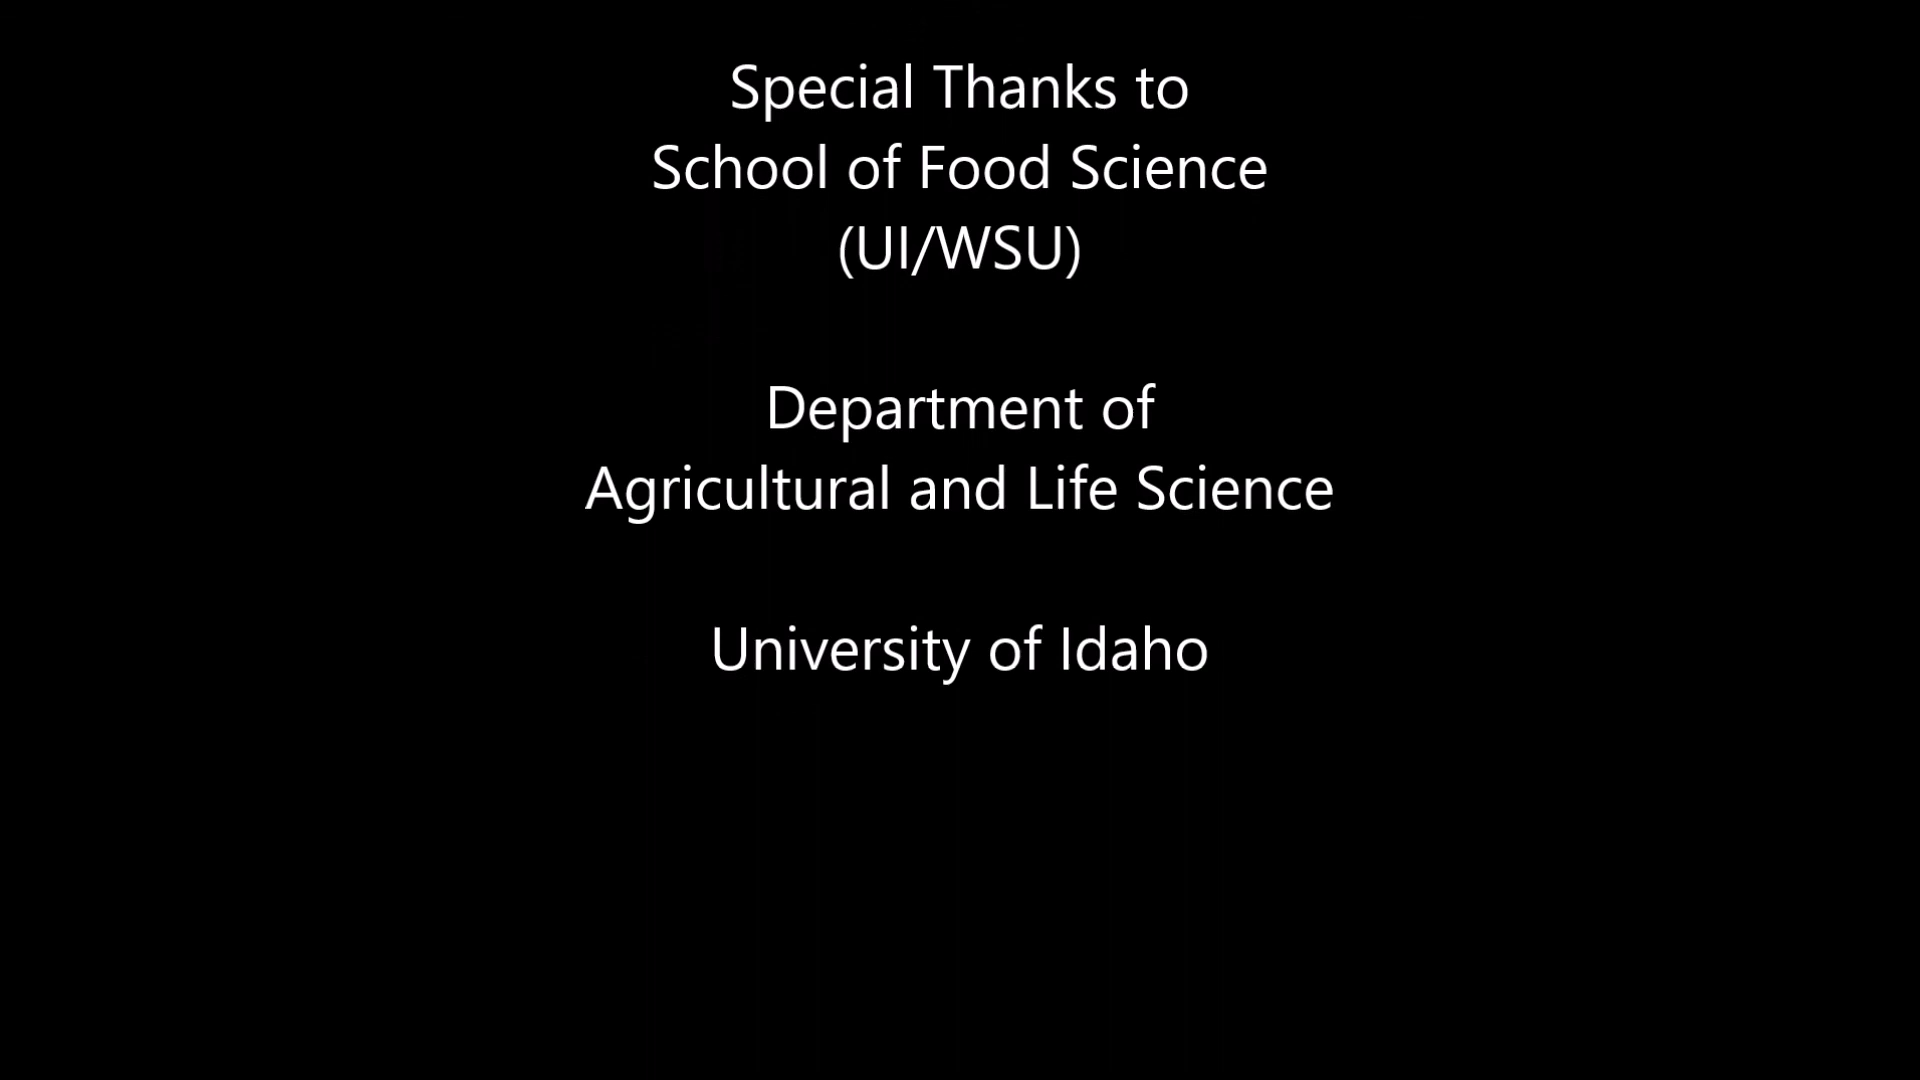 Special Thanks to
School of Food Science
(UI/WSU)
Department of
Agricultural and Life Science
University of Idaho